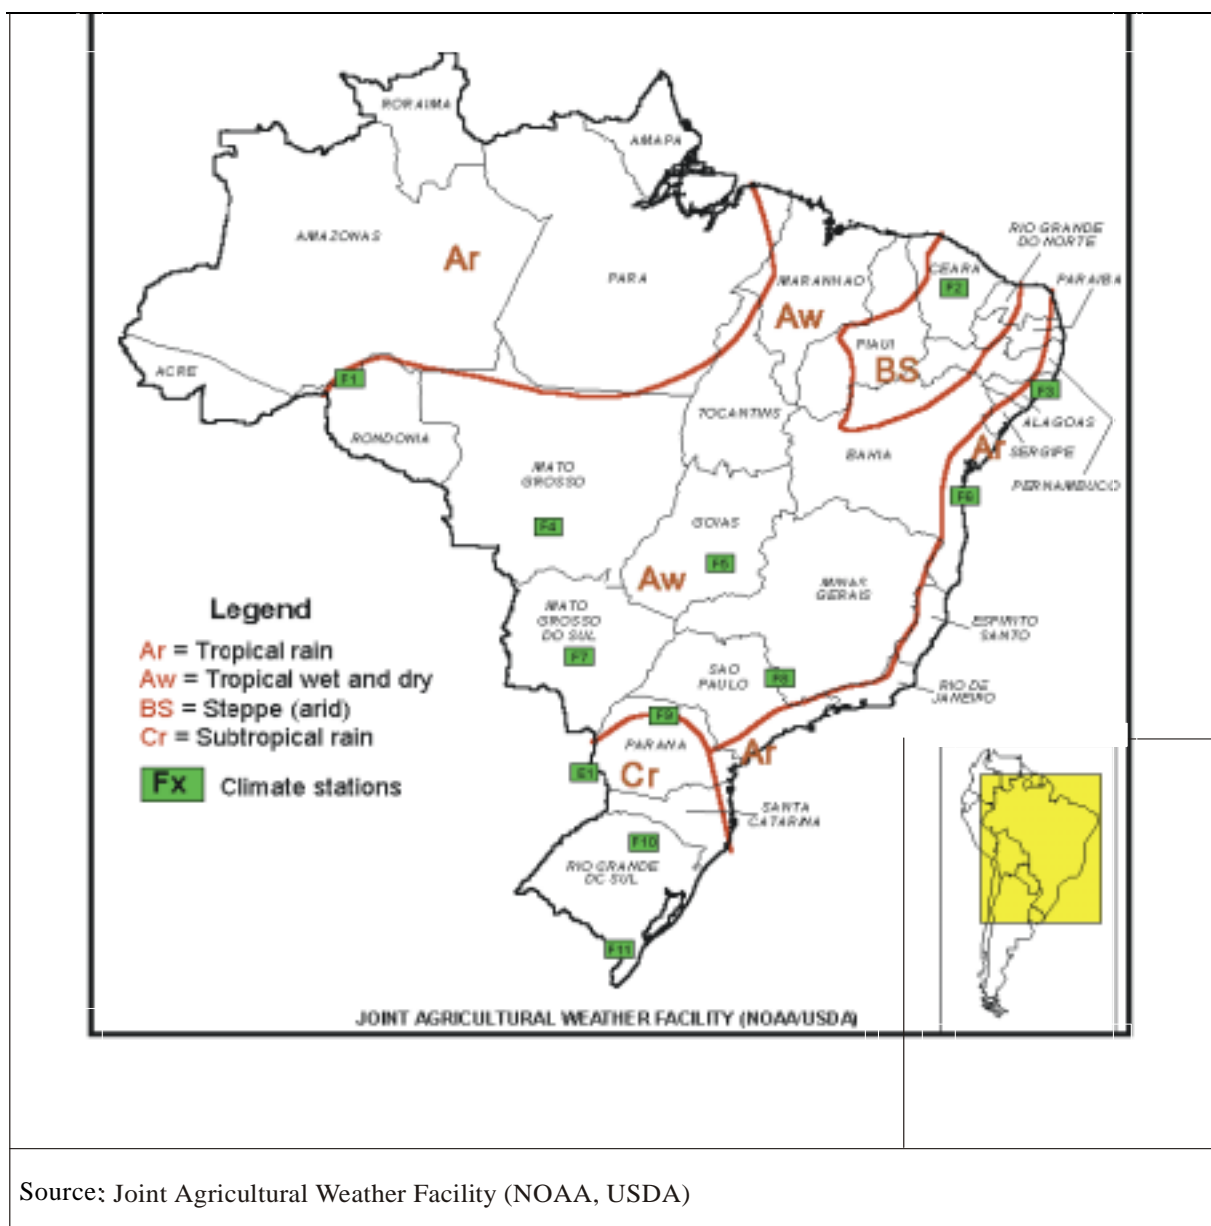 RORAIMA
AMAPA
RIO GRANDE
DO NORTE
AMAZONAS
Ar
PARA
CEARA
F2
MARANHAO
PARAIBA
Aw
PIAUI
BS
ACRE
F1
F3
TOCANTINS
ALAGOAS
RONDONIA
Ar
SERGIPE
BAHIA
MATO
GROSSO
PERNAMBUCO
F6
F4
GOIAS
F5
Aw
MINAS
GERAIS
Legend
MATO
GROSSO
DO SUL
ESPIRITO
SANTO
Ar = Tropical rain
F7
SAO
PAULO
F8
Aw = Tropical wet and dry
RIO DE
JANEIRO
BS = Steppe (arid)
F9
Cr = Subtropical rain
PARANA
Ar
Cr
E1
Fx Climate stations
SANTA
CATARINA
F10
RIO GRANDE
DC SUL
F11
JOINT AGRICULTURAL WEATHER FACILITY (NOAA/USDA)
Source: Joint Agricultural Weather Facility (NOAA, USDA)